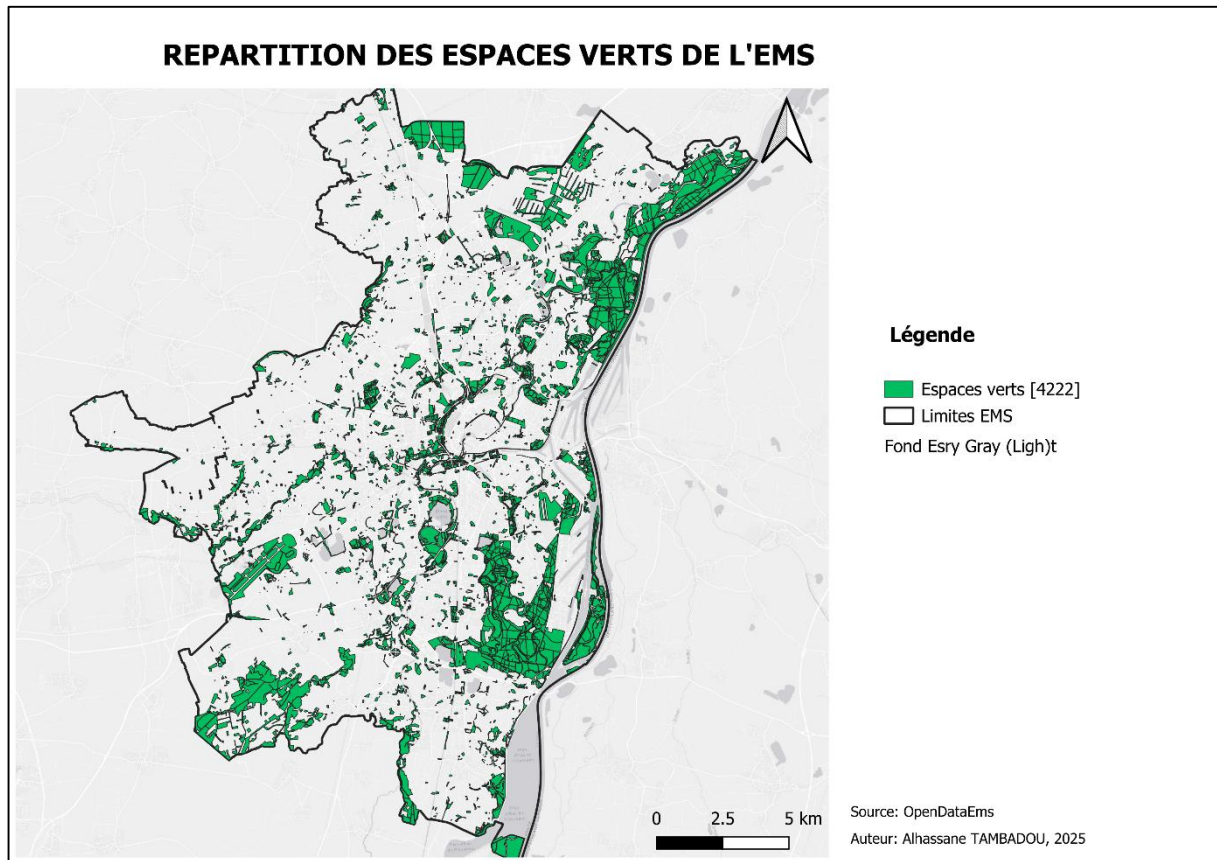 REPARTITION DES ESPACES VERTS DE L'EMS
Légende
Espaces verts [4222]
Limites EMS
Fond Esry Gray (Ligh)t
0 2.5 5 km
Source: OpenDataEms
Auteur: Alhassane TAMBADOU, 2025